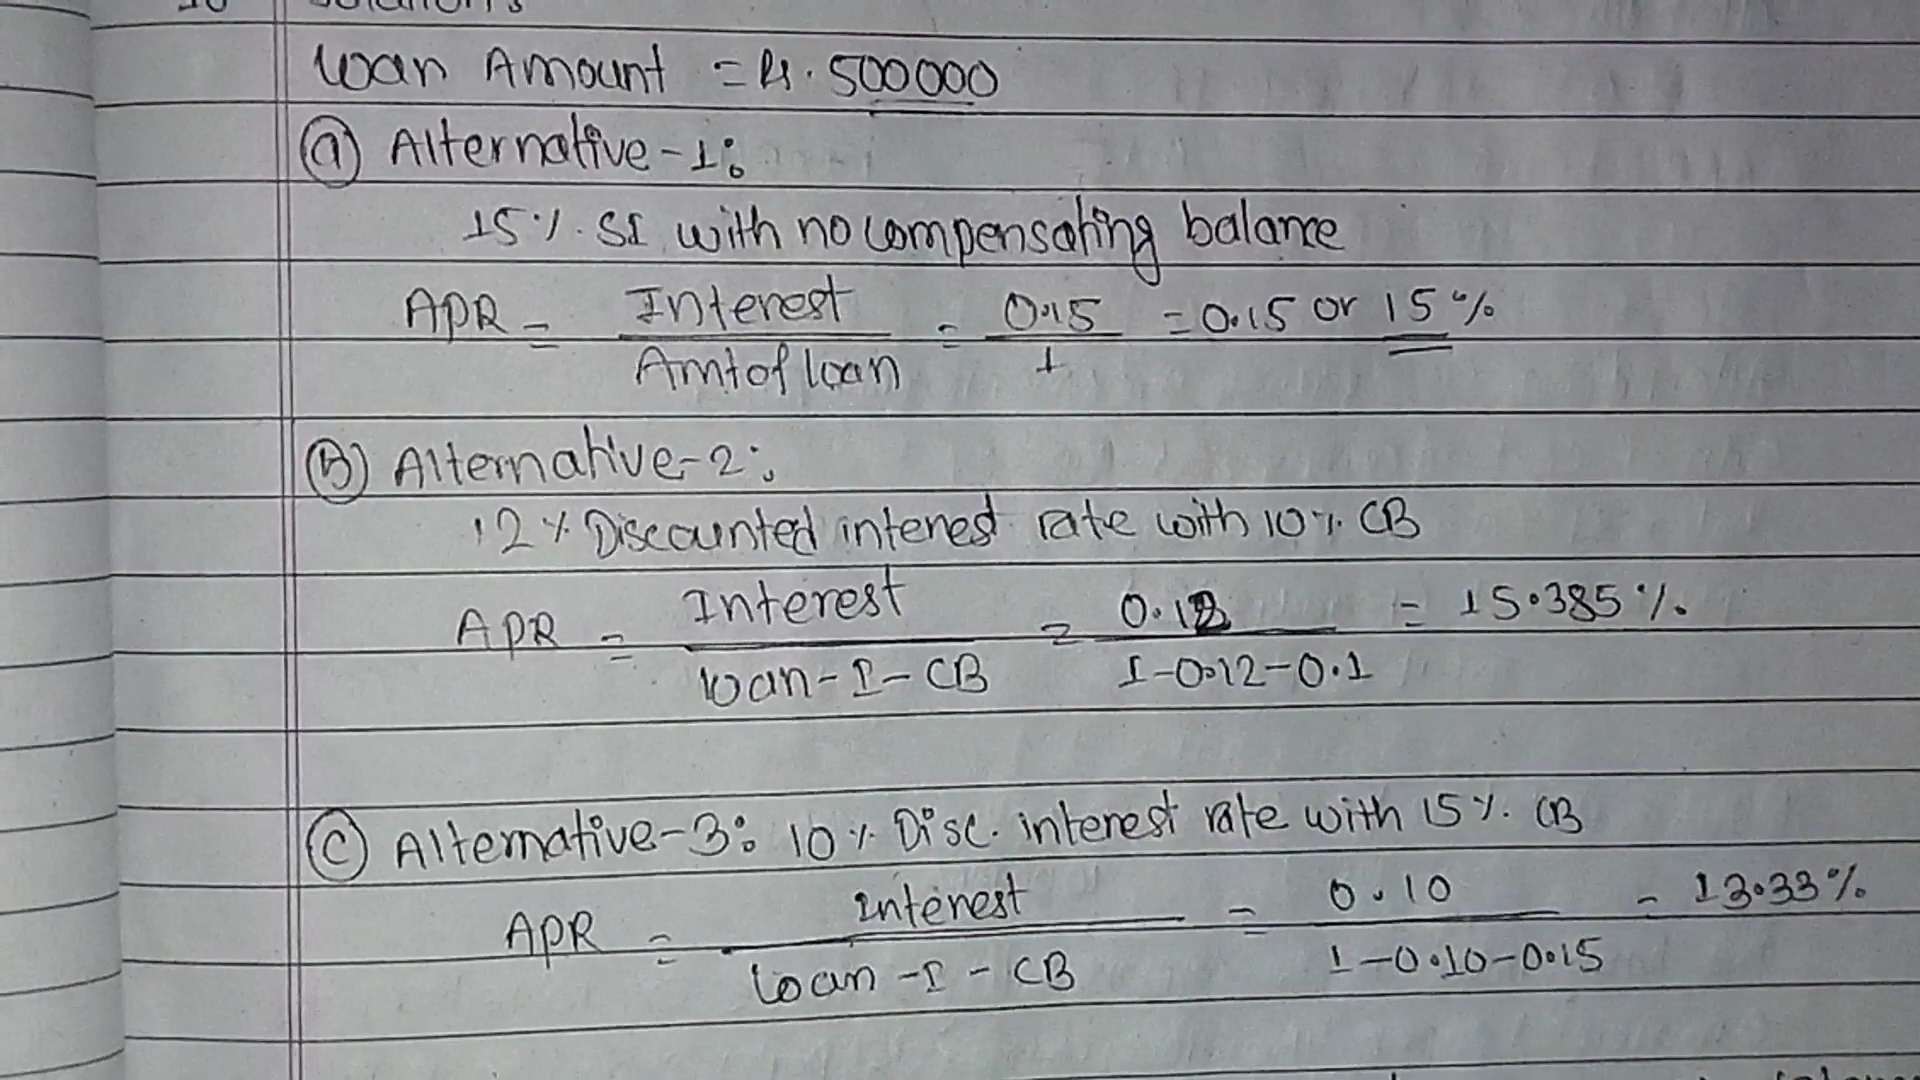 Loan Amount = Rs. 500000
(a) Alternative-1:
15% SI with no compensating balance
APR = Interest / Amt of loan = 0.15 / 1 = 0.15 or 15%
(B) Alternative-2:
12% Discounted interest rate with 10% CB
APR = Interest / loan - I - CB = 0.12 / 1-0.12-0.1 = 15.385%
(C) Alternative-3: 10% Disc. interest rate with 15% CB
APR = Interest / loan - I - CB = 0.10 / 1-0.10-0.15 = 13.33%